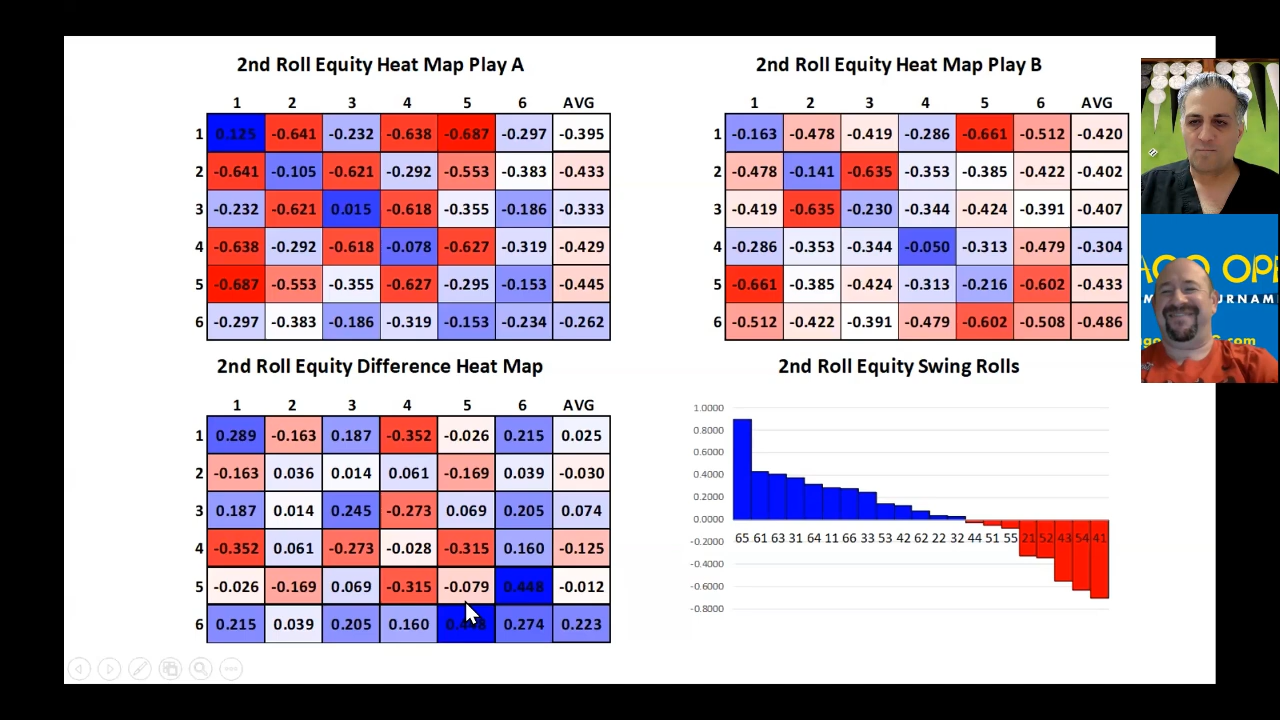 2nd Roll Equity Heat Map Play A
1 2 3 4 5 6 AVG
1 0.125 -0.641 -0.232 -0.638 -0.687 -0.297 -0.395
2 -0.641 -0.105 -0.621 -0.292 -0.553 -0.383 -0.433
3 -0.232 -0.621 0.015 -0.618 -0.355 -0.186 -0.333
4 -0.638 -0.292 -0.618 -0.078 -0.627 -0.319 -0.429
5 -0.687 -0.553 -0.355 -0.627 -0.295 -0.153 -0.445
6 -0.297 -0.383 -0.186 -0.319 -0.153 -0.234 -0.262
2nd Roll Equity Heat Map Play B
1 2 3 4 5 6 AVG
1 -0.163 -0.478 -0.419 -0.286 -0.661 -0.512 -0.420
2 -0.478 -0.141 -0.635 -0.353 -0.385 -0.422 -0.402
3 -0.419 -0.635 -0.230 -0.344 -0.424 -0.391 -0.407
4 -0.286 -0.353 -0.344 -0.050 -0.313 -0.479 -0.304
5 -0.661 -0.385 -0.424 -0.313 -0.216 -0.602 -0.433
6 -0.512 -0.422 -0.391 -0.479 -0.602 -0.508 -0.486
2nd Roll Equity Difference Heat Map
1 2 3 4 5 6 AVG
1 0.289 -0.163 0.187 -0.352 -0.026 0.215 0.025
2 -0.163 0.036 0.014 0.061 -0.169 0.039 -0.030
3 0.187 0.014 0.245 -0.273 0.069 0.205 0.074
4 -0.352 0.061 -0.273 -0.028 -0.315 0.160 -0.125
5 -0.026 -0.169 0.069 -0.315 -0.079 0.448 -0.012
6 0.215 0.039 0.205 0.160 0.274 0.223
2nd Roll Equity Swing Rolls
1.0000
0.8000
0.6000
0.4000
0.2000
0.0000
65 61 63 31 64 11 66 33 53 42 62 22 32 44 51 55 21 52 43 54 41
-0.2000
-0.4000
-0.6000
-0.8000
AGO OPE
URNAM
.com